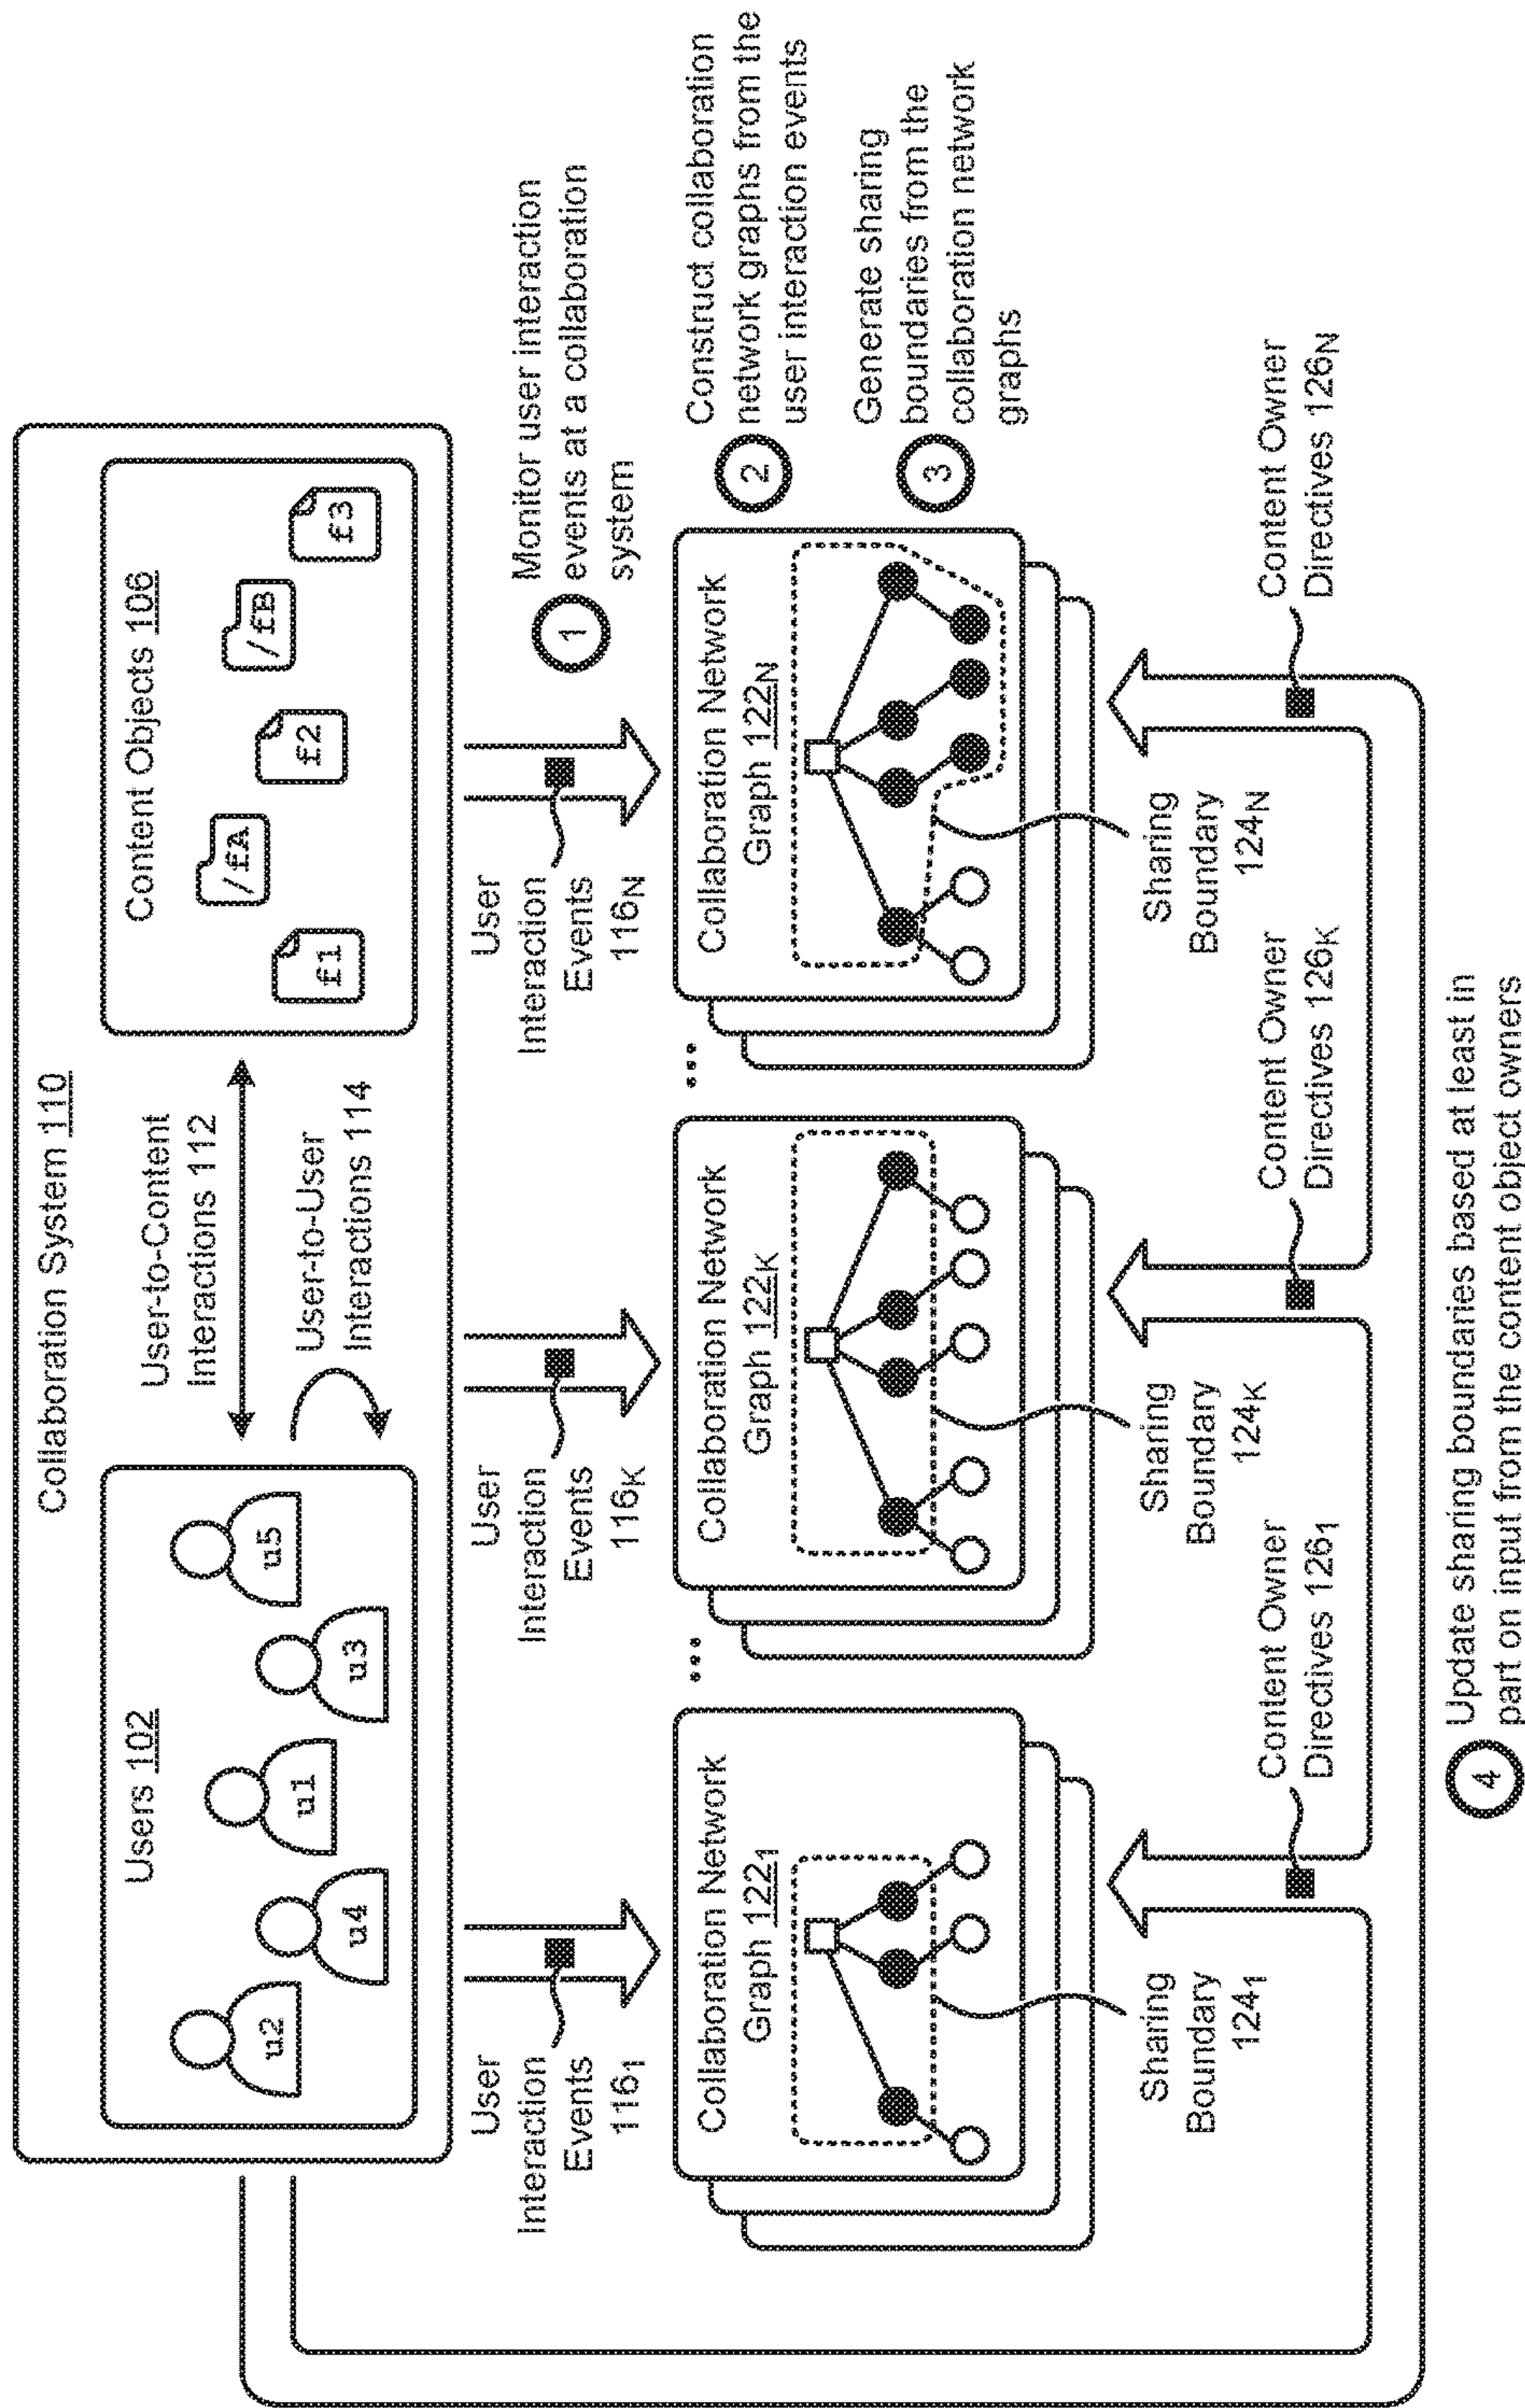 Collaboration System 110
Users 102
u2
u4
u1
u3
u5
User-to-Content
Interactions 112
User-to-User
Interactions 114
Content Objects 106
f1
/fA
f2
/fB
f3
User
Interaction
Events
116₁
User
Interaction
Events
116K
User
Interaction
Events
116N
1
Monitor user interaction
events at a collaboration
system
Collaboration Network
Graph 122₁
...
Collaboration Network
Graph 122K
...
Collaboration Network
Graph 122N
2
Construct collaboration
network graphs from the
user interaction events
3
Generate sharing
boundaries from the
collaboration network
graphs
Sharing
Boundary
124₁
Content Owner
Directives 126₁
Sharing
Boundary
124K
Content Owner
Directives 126K
Sharing
Boundary
124N
Content Owner
Directives 126N
4
Update sharing boundaries based at least in
part on input from the content object owners